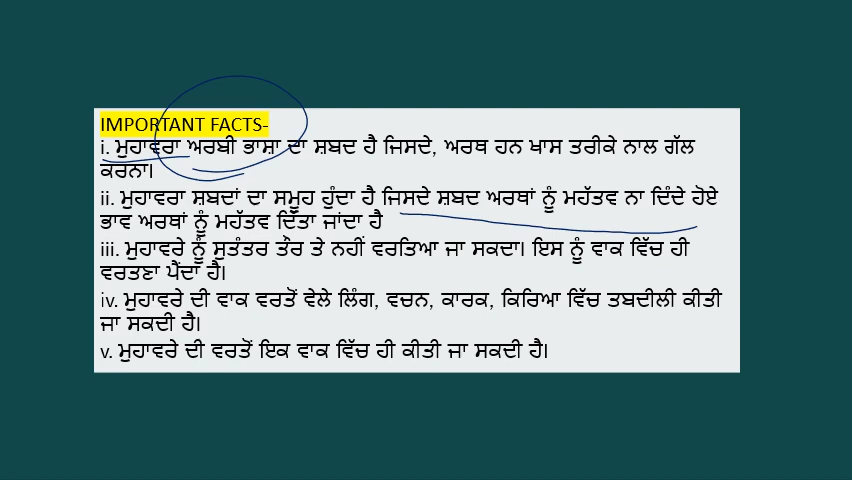 IMPORTANT FACTS-
i. ਮੁਹਾਵਰਾ ਅਰਬੀ ਭਾਸ਼ਾ ਦਾ ਸ਼ਬਦ ਹੈ ਜਿਸਦੇ, ਅਰਥ ਹਨ ਖਾਸ ਤਰੀਕੇ ਨਾਲ ਗੱਲ
ਕਰਨਾ।
ii. ਮੁਹਾਵਰਾ ਸ਼ਬਦਾਂ ਦਾ ਸਮੂਹ ਹੁੰਦਾ ਹੈ ਜਿਸਦੇ ਸ਼ਬਦ ਅਰਥਾਂ ਨੂੰ ਮਹੱਤਵ ਨਾ ਦਿੰਦੇ ਹੋਏ
ਭਾਵ ਅਰਥਾਂ ਨੂੰ ਮਹੱਤਵ ਦਿੱਤਾ ਜਾਂਦਾ ਹੈ
iii. ਮੁਹਾਵਰੇ ਨੂੰ ਸੁਤੰਤਰ ਤੌਰ ਤੇ ਨਹੀਂ ਵਰਤਿਆ ਜਾ ਸਕਦਾ। ਇਸ ਨੂੰ ਵਾਕ ਵਿੱਚ ਹੀ
ਵਰਤਣਾ ਪੈਂਦਾ ਹੈ।
iv. ਮੁਹਾਵਰੇ ਦੀ ਵਾਕ ਵਰਤੋਂ ਵੇਲੇ ਲਿੰਗ, ਵਚਨ, ਕਾਰਕ, ਕਿਰਿਆ ਵਿੱਚ ਤਬਦੀਲੀ ਕੀਤੀ
ਜਾ ਸਕਦੀ ਹੈ।
v. ਮੁਹਾਵਰੇ ਦੀ ਵਰਤੋਂ ਇਕ ਵਾਕ ਵਿੱਚ ਹੀ ਕੀਤੀ ਜਾ ਸਕਦੀ ਹੈ।